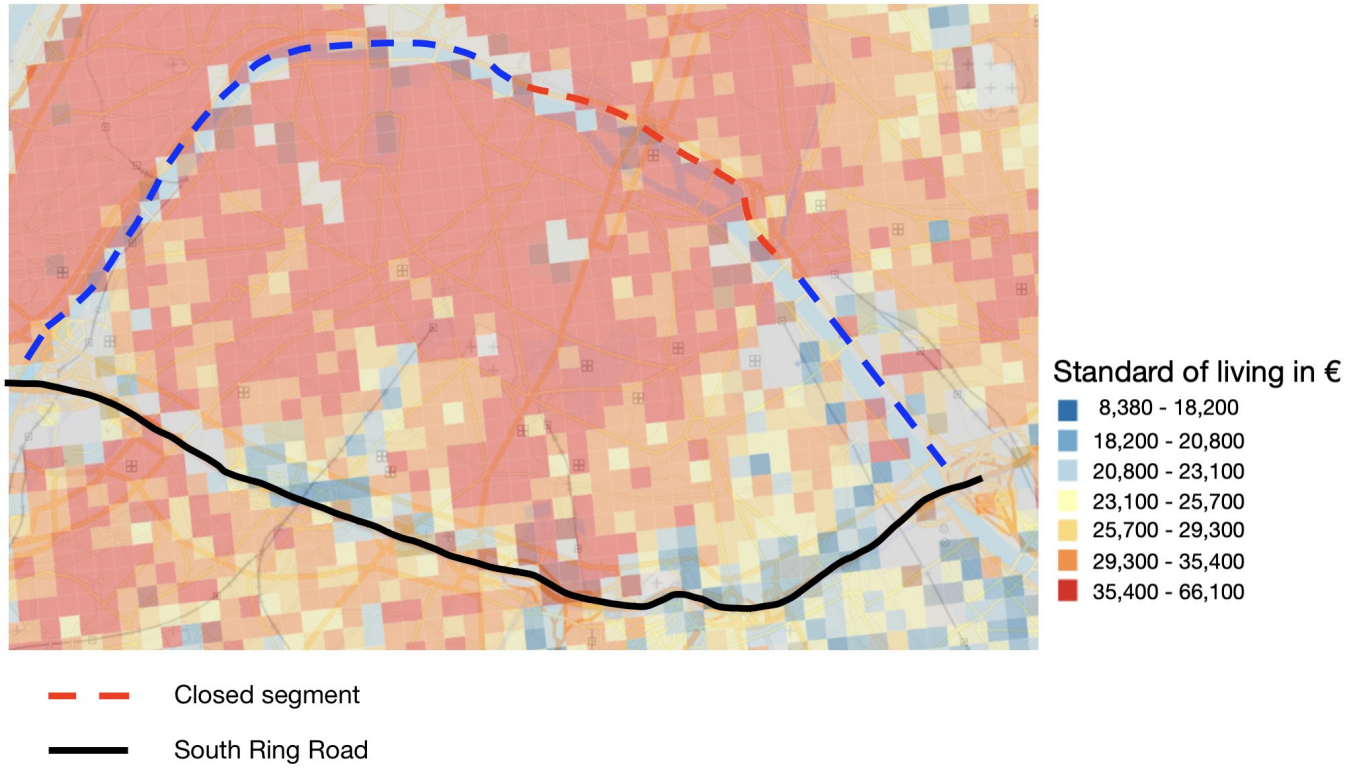 Standard of living in €
8,380 - 18,200
18,200 - 20,800
20,800 - 23,100
23,100 - 25,700
25,700 - 29,300
29,300 - 35,400
35,400 - 66,100
Closed segment
South Ring Road